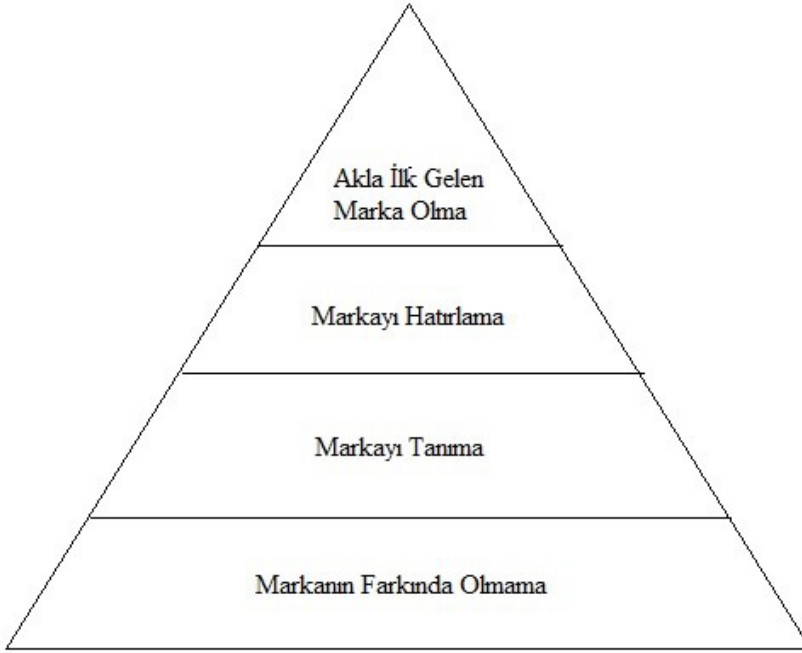 Akla İlk Gelen
Marka Olma
Markayı Hatırlama
Markayı Tanıma
Markanın Farkında Olmama